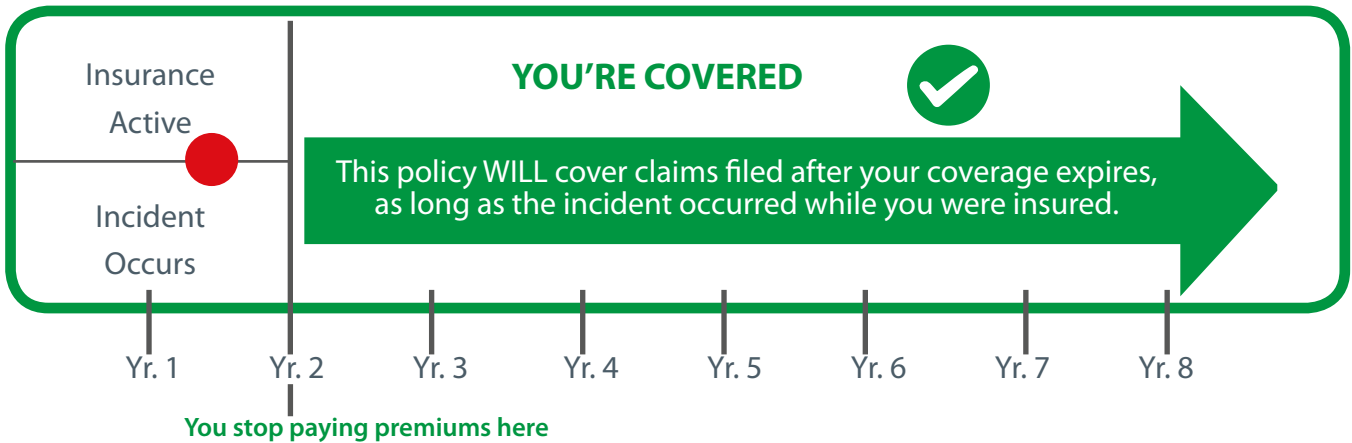 Insurance
Active
Incident
Occurs
YOU'RE COVERED
This policy WILL cover claims filed after your coverage expires,
as long as the incident occurred while you were insured.
Yr. 1 Yr. 2 Yr. 3 Yr. 4 Yr. 5 Yr. 6 Yr. 7 Yr. 8
You stop paying premiums here